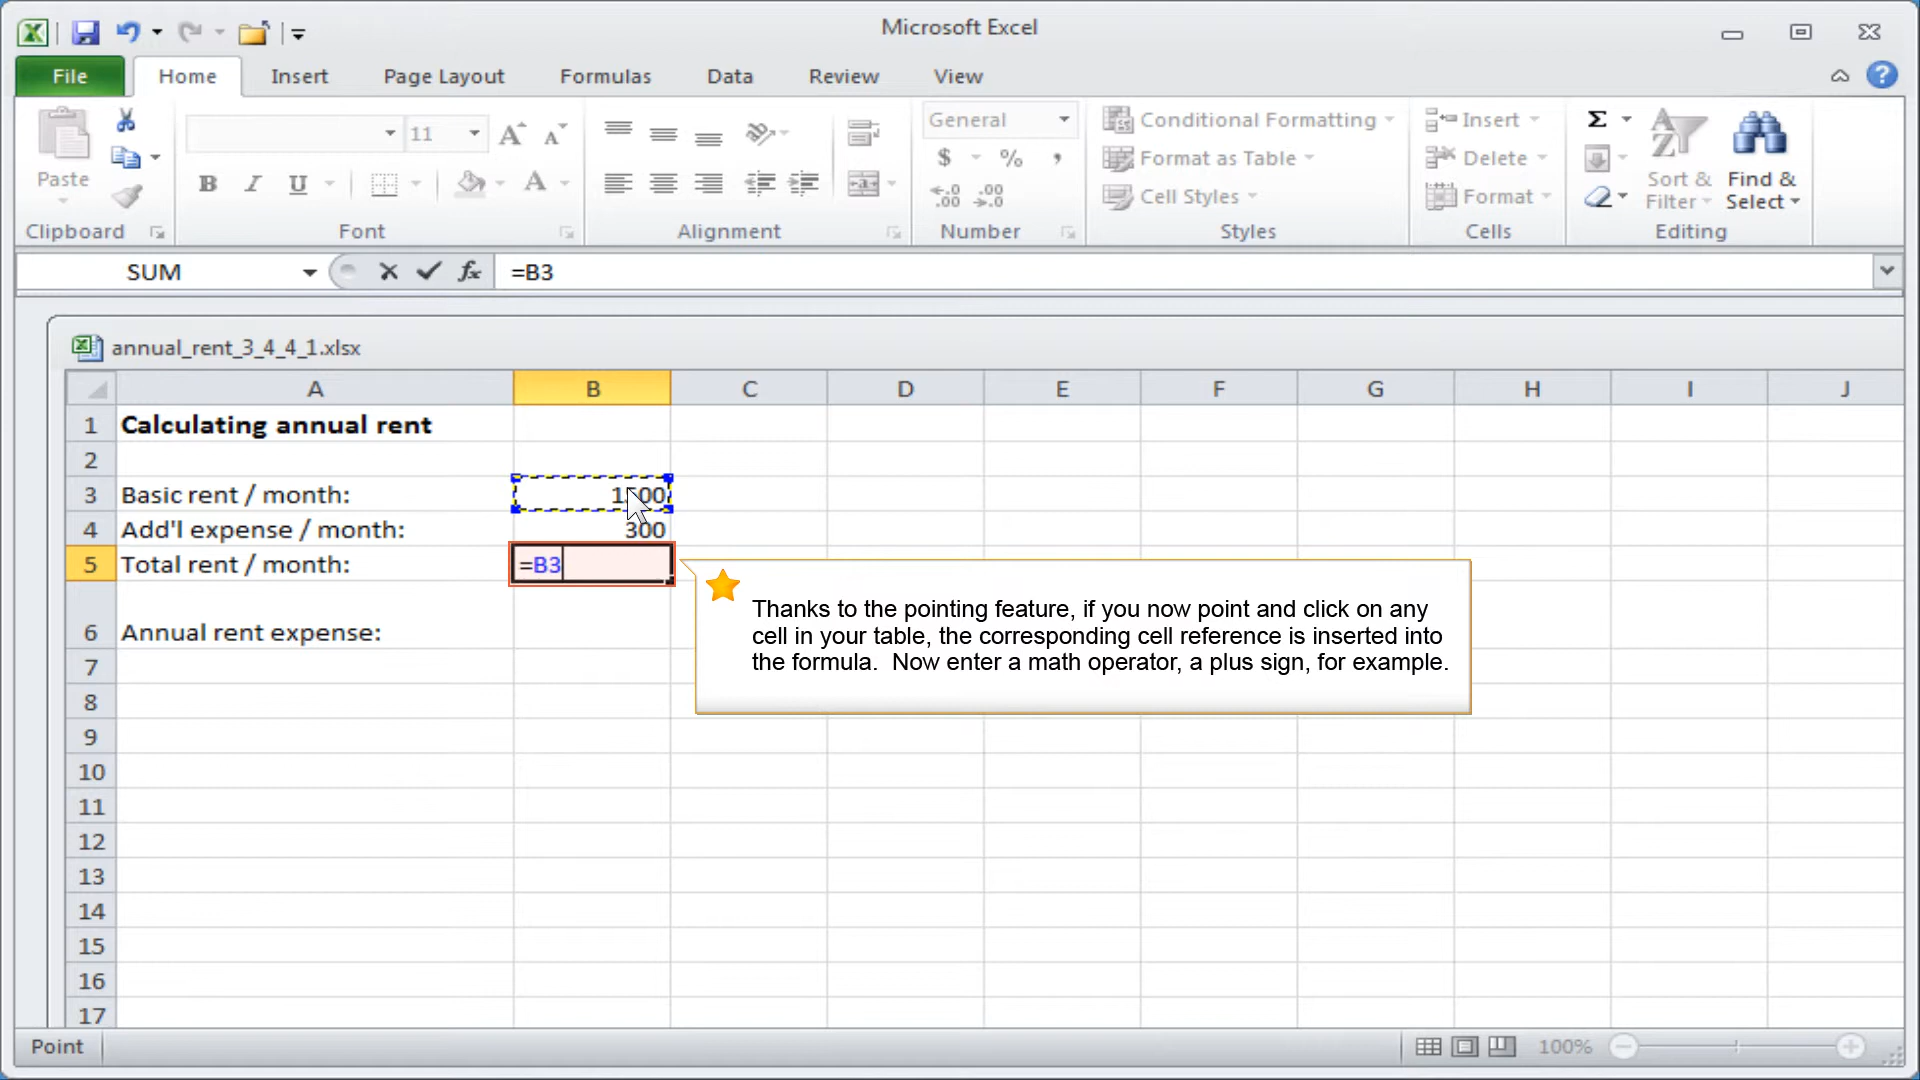 Microsoft Excel
File Home Insert Page Layout Formulas Data Review View
Paste
Clipboard
11
B I U A
Font
Alignment
General
$ % ,
Number
Conditional Formatting
Format as Table
Cell Styles
Styles
Insert
Delete
Format
Cells
Σ
Sort &
Filter
Find &
Select
Editing
SUM fx =B3
annual_rent_3_4_4_1.xlsx
A B C D E F G H I J
1 Calculating annual rent
2
3 Basic rent / month: 1500
4 Add'l expense / month: 300
5 Total rent / month: =B3
Thanks to the pointing feature, if you now point and click on any
cell in your table, the corresponding cell reference is inserted into
the formula. Now enter a math operator, a plus sign, for example.
6 Annual rent expense:
7
8
9
10
11
12
13
14
15
16
17
Point 100%